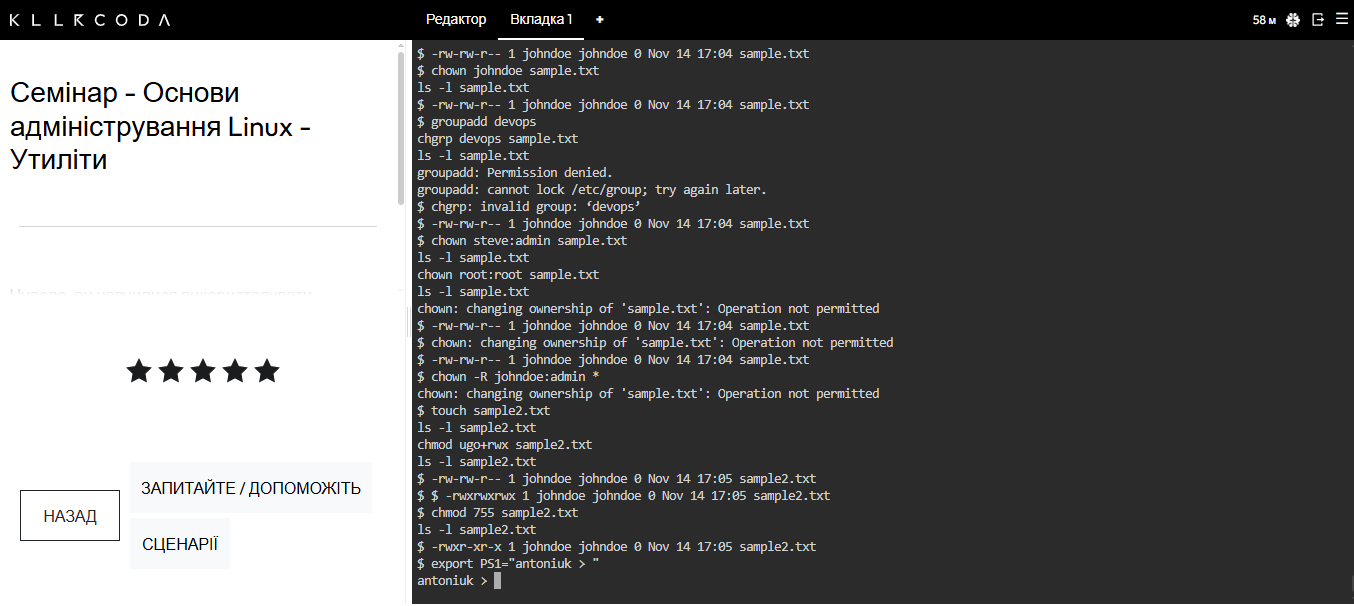 KLLRCODA
Редактор
Вкладка 1
+
58 м
Семінар - Основи
адміністрування Linux -
Утиліти
НАЗАД
ЗАПИТАЙТЕ / ДОПОМОЖІТЬ
СЦЕНАРІЇ
$ -rw-rw-r-- 1 johndoe johndoe 0 Nov 14 17:04 sample.txt
$ chown johndoe sample.txt
ls -l sample.txt
$ -rw-rw-r-- 1 johndoe johndoe 0 Nov 14 17:04 sample.txt
$ groupadd devops
chgrp devops sample.txt
ls -l sample.txt
groupadd: Permission denied.
groupadd: cannot lock /etc/group; try again later.
$ chgrp: invalid group: ‘devops’
$ -rw-rw-r-- 1 johndoe johndoe 0 Nov 14 17:04 sample.txt
$ chown steve:admin sample.txt
ls -l sample.txt
chown root:root sample.txt
ls -l sample.txt
chown: changing ownership of 'sample.txt': Operation not permitted
$ -rw-rw-r-- 1 johndoe johndoe 0 Nov 14 17:04 sample.txt
$ chown: changing ownership of 'sample.txt': Operation not permitted
$ -rw-rw-r-- 1 johndoe johndoe 0 Nov 14 17:04 sample.txt
$ chown -R johndoe:admin *
chown: changing ownership of 'sample.txt': Operation not permitted
$ touch sample2.txt
ls -l sample2.txt
chmod ugo+rwx sample2.txt
ls -l sample2.txt
$ -rw-rw-r-- 1 johndoe johndoe 0 Nov 14 17:05 sample2.txt
$ $ -rwxrwxrwx 1 johndoe johndoe 0 Nov 14 17:05 sample2.txt
$ chmod 755 sample2.txt
ls -l sample2.txt
$ -rwxr-xr-x 1 johndoe johndoe 0 Nov 14 17:05 sample2.txt
$ export PS1="antoniuk > "
antoniuk >